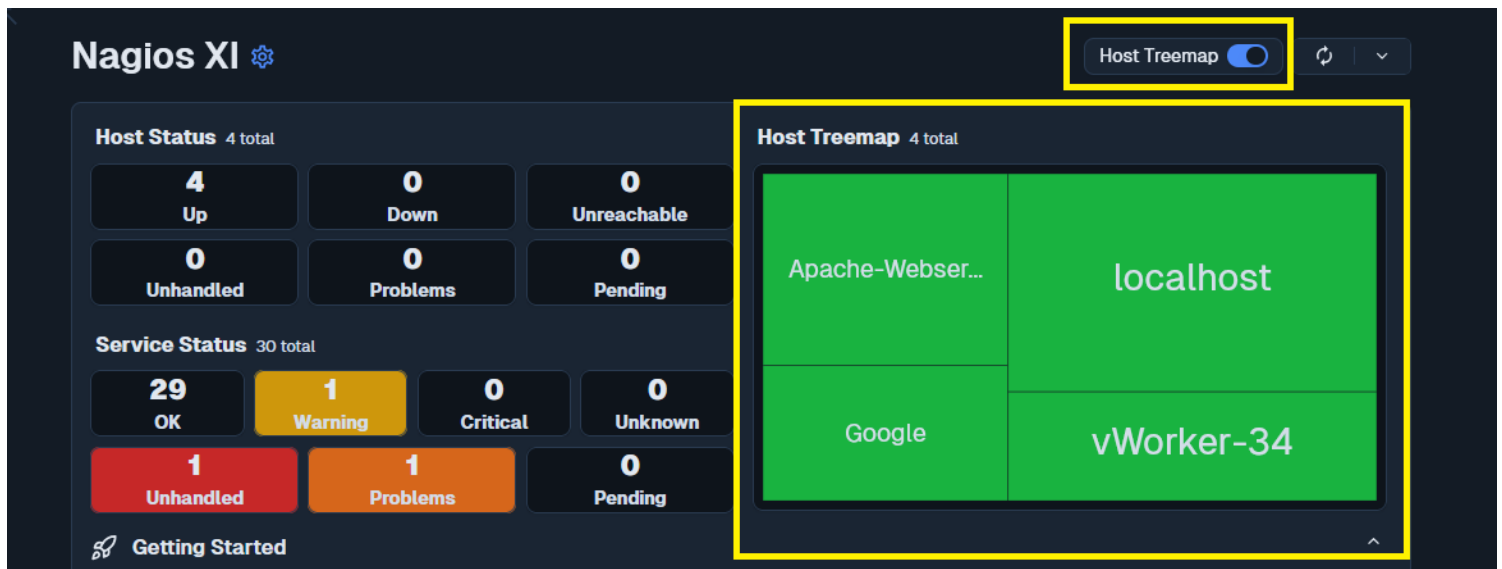 Nagios XI
Host Treemap
Host Status 4 total
4
Up
0
Down
0
Unreachable
0
Unhandled
0
Problems
0
Pending
Service Status 30 total
29
OK
1
Warning
0
Critical
0
Unknown
1
Unhandled
1
Problems
0
Pending
Getting Started
Host Treemap 4 total
Apache-Webser...
localhost
Google
vWorker-34